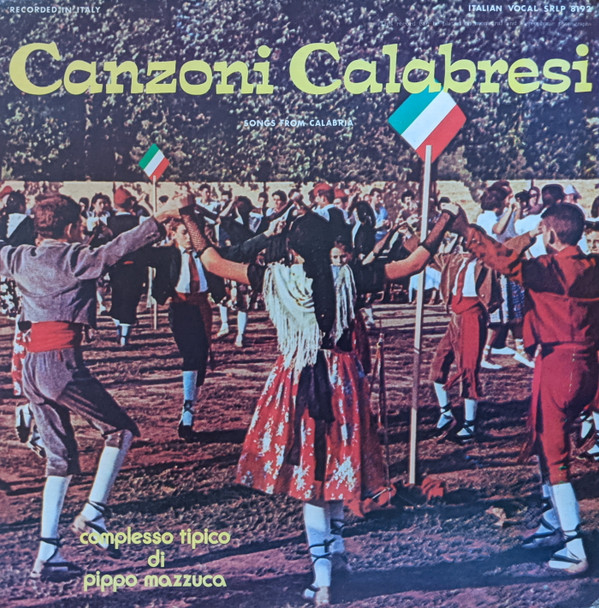 RECORDED IN ITALY
ITALIAN VOCAL SRLP 8192
Canzoni Calabresi
SONGS FROM CALABRIA
complesso tipico
di
pippo mazzuca